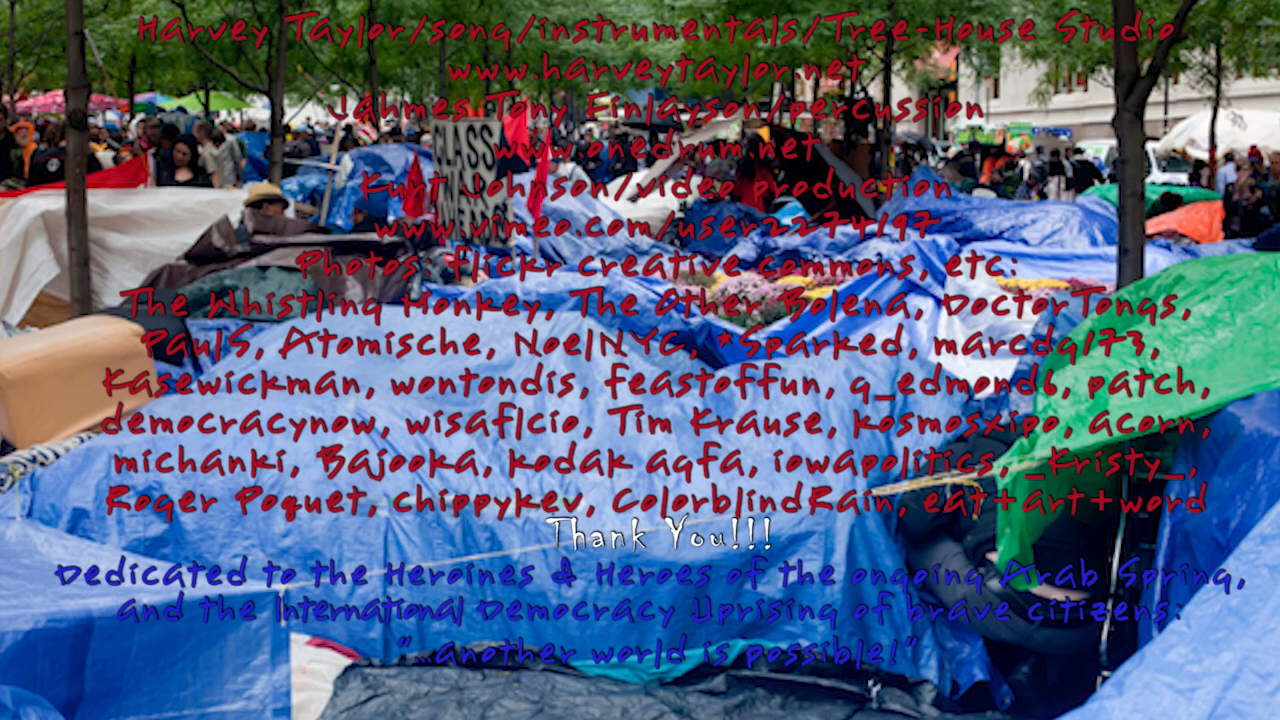 Harvey Taylor/song/instrumentals/Tree-House Studio
www.harveytaylor.net
Jahmes Tony Finlayson/percussion
www.onedrum.net
Kurt Johnson/video production
www.vimeo.com/user2274197
Photos: flickr creative commons, etc:
The Whistling Monkey, The Other Bolena, DoctorTongs,
PaulS, Atomische, NoelNYC, *Sparked, marcdg173,
Kasewickman, wontondis, feastoffun, g_edmond6, patch,
democracynow, wisaflcio, Tim Krause, kosmosxipo, acorn,
michanki, Bajooka, kodak agfa, iowapolitics, _Kristy_,
Roger Poquet, chippykev, ColorblindRain, eat+art+word
Thank You!!!
Dedicated to the Heroines & Heroes of the ongoing Arab Spring,
and the International Democracy Uprising of brave citizens:
"...another world is possible!"
CLASS